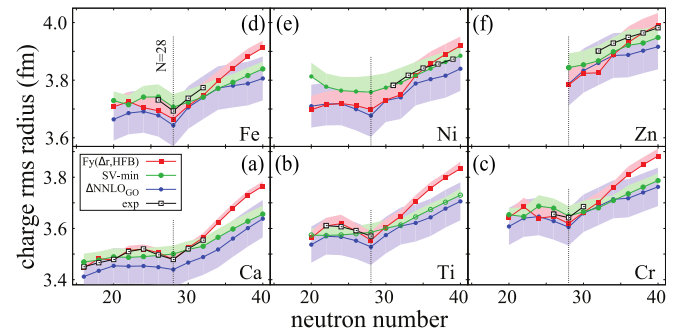 (d)
(e)
(f)
4.0
3.8
3.6
N=28
Fe
Ni
Zn
Fy(Δr,HFB)
SV-min
ΔNNLO_GO
exp
(a)
(b)
(c)
3.8
3.6
3.4
Ca
Ti
Cr
20 30 40 20 30 40 20 30 40
neutron number
charge rms radius (fm)